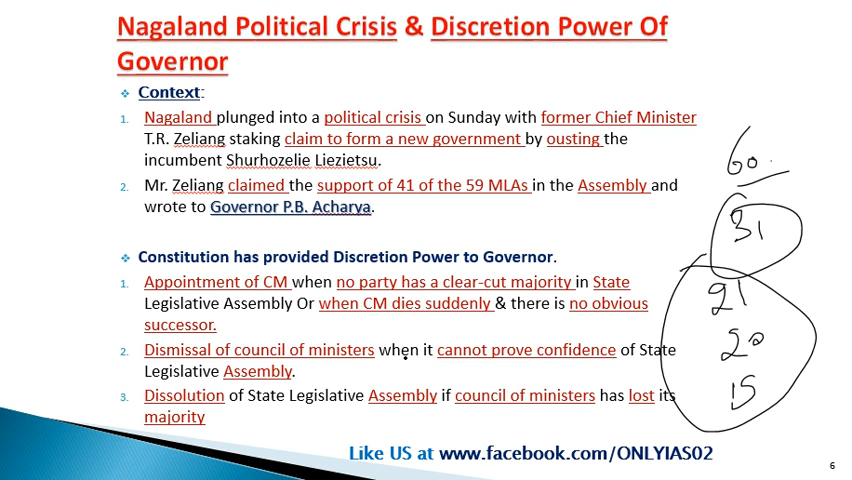 Nagaland Political Crisis & Discretion Power Of
Governor
Context:
1. Nagaland plunged into a political crisis on Sunday with former Chief Minister
T.R. Zeliang staking claim to form a new government by ousting the
incumbent Shurhozelie Liezietsu.
2. Mr. Zeliang claimed the support of 41 of the 59 MLAs in the Assembly and
wrote to Governor P.B. Acharya.
Constitution has provided Discretion Power to Governor.
1. Appointment of CM when no party has a clear-cut majority in State
Legislative Assembly Or when CM dies suddenly & there is no obvious
successor.
2. Dismissal of council of ministers when it cannot prove confidence of State
Legislative Assembly.
3. Dissolution of State Legislative Assembly if council of ministers has lost its
majority
60
31
21
20
15
Like US at www.facebook.com/ONLYIAS02
6